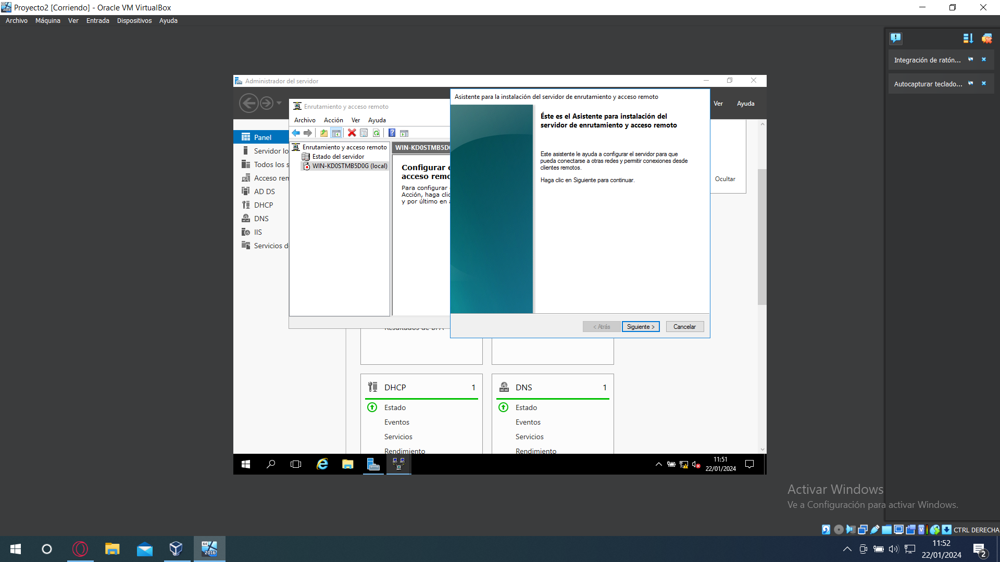 Proyecto2 [Corriendo] - Oracle VM VirtualBox
Archivo Máquina Ver Entrada Dispositivos Ayuda
Integración de ratón...
Autocapturar teclado...
Administrador del servidor
Ver Ayuda
Enrutamiento y acceso remoto
Archivo Acción Ver Ayuda
Panel
Servidor lo
Todos los s
Acceso rem
AD DS
DHCP
DNS
IIS
Servicios d
Enrutamiento y acceso remoto
Estado del servidor
WIN-KD0STMB5D0G (local)
WIN-KD0STMB5D0
Configurar e
acceso remo
Para configurar
Acción, haga clic
y por último en a
Asistente para la instalación del servidor de enrutamiento y acceso remoto
Éste es el Asistente para instalación del
servidor de enrutamiento y acceso remoto
Este asistente le ayuda a configurar el servidor para que
pueda conectarse a otras redes y permitir conexiones desde
clientes remotos.
Haga clic en Siguiente para continuar.
< Atrás Siguiente > Cancelar
Ocultar
Resultados de BPA
DHCP 1
Estado
Eventos
Servicios
Rendimiento
DNS 1
Estado
Eventos
Servicios
Rendimiento
11:51
22/01/2024
Activar Windows
Ve a Configuración para activar Windows.
CTRL DERECHA
64
2016
11:52
22/01/2024
2